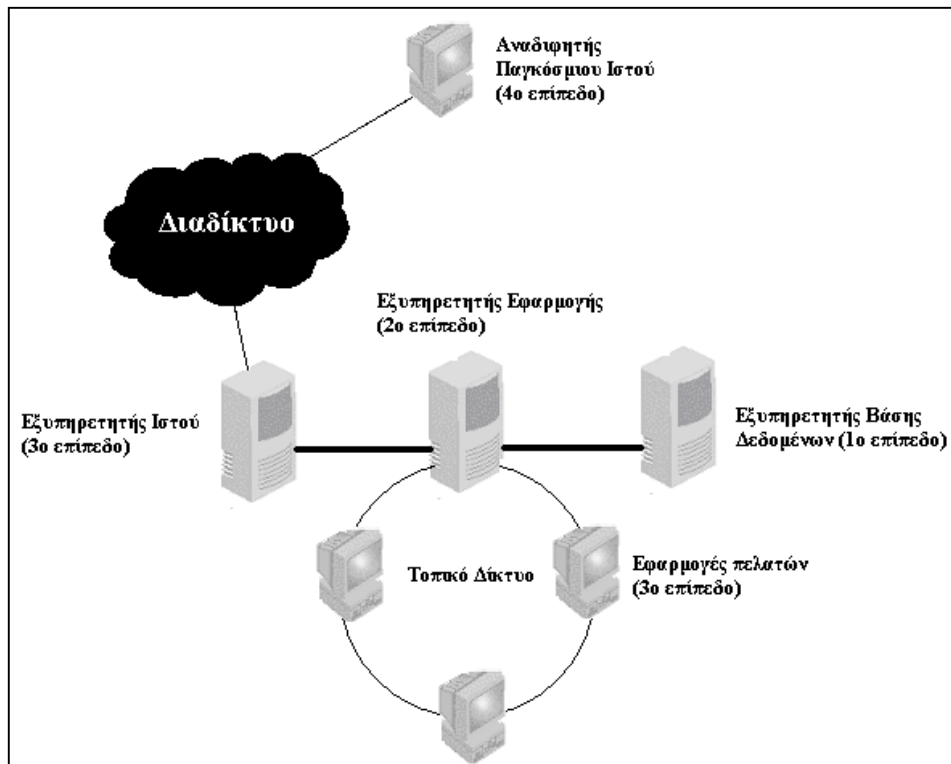 Αναδιφητής
Παγκόσμιου Ιστού
(4ο επίπεδο)
Διαδίκτυο
Εξυπηρετητής Εφαρμογής
(2ο επίπεδο)
Εξυπηρετητής Ιστού
(3ο επίπεδο)
Εξυπηρετητής Βάσης
Δεδομένων (1ο επίπεδο)
Τοπικό Δίκτυο
Εφαρμογές πελατών
(3ο επίπεδο)